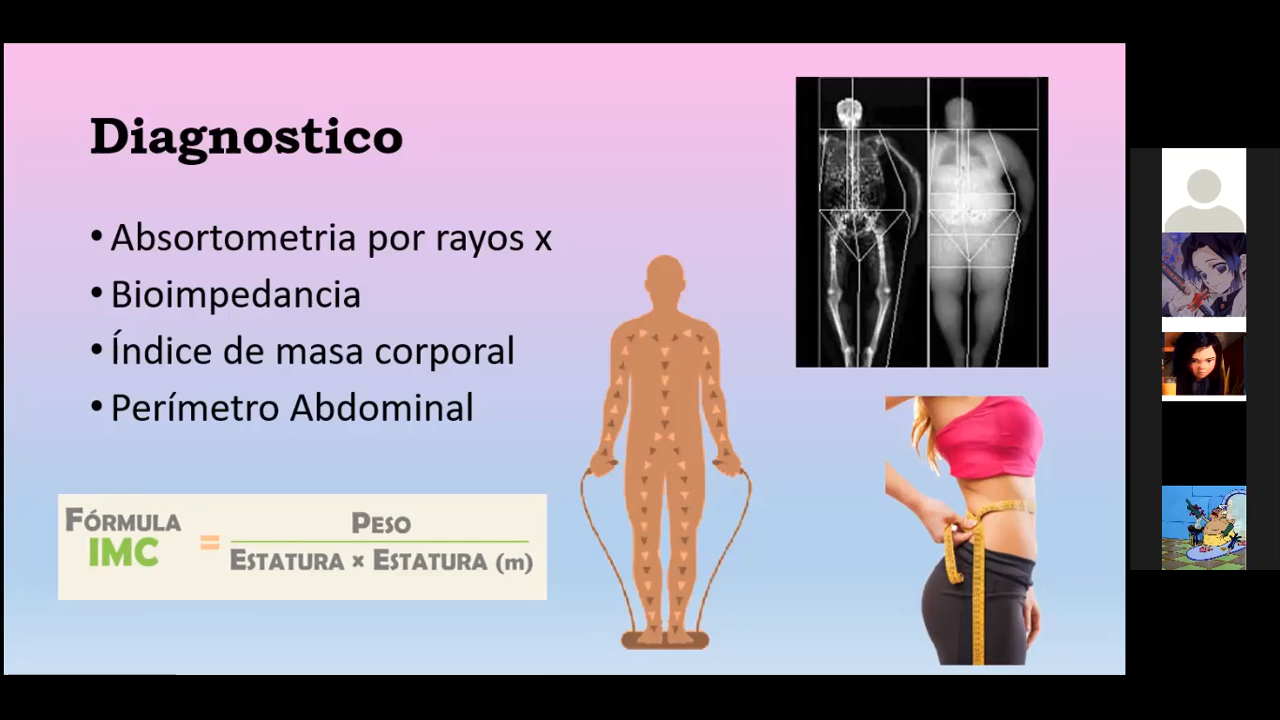 Diagnostico
• Absortometria por rayos x
• Bioimpedancia
• Índice de masa corporal
• Perímetro Abdominal
FÓRMULA
IMC
=
PESO
ESTATURA × ESTATURA (m)